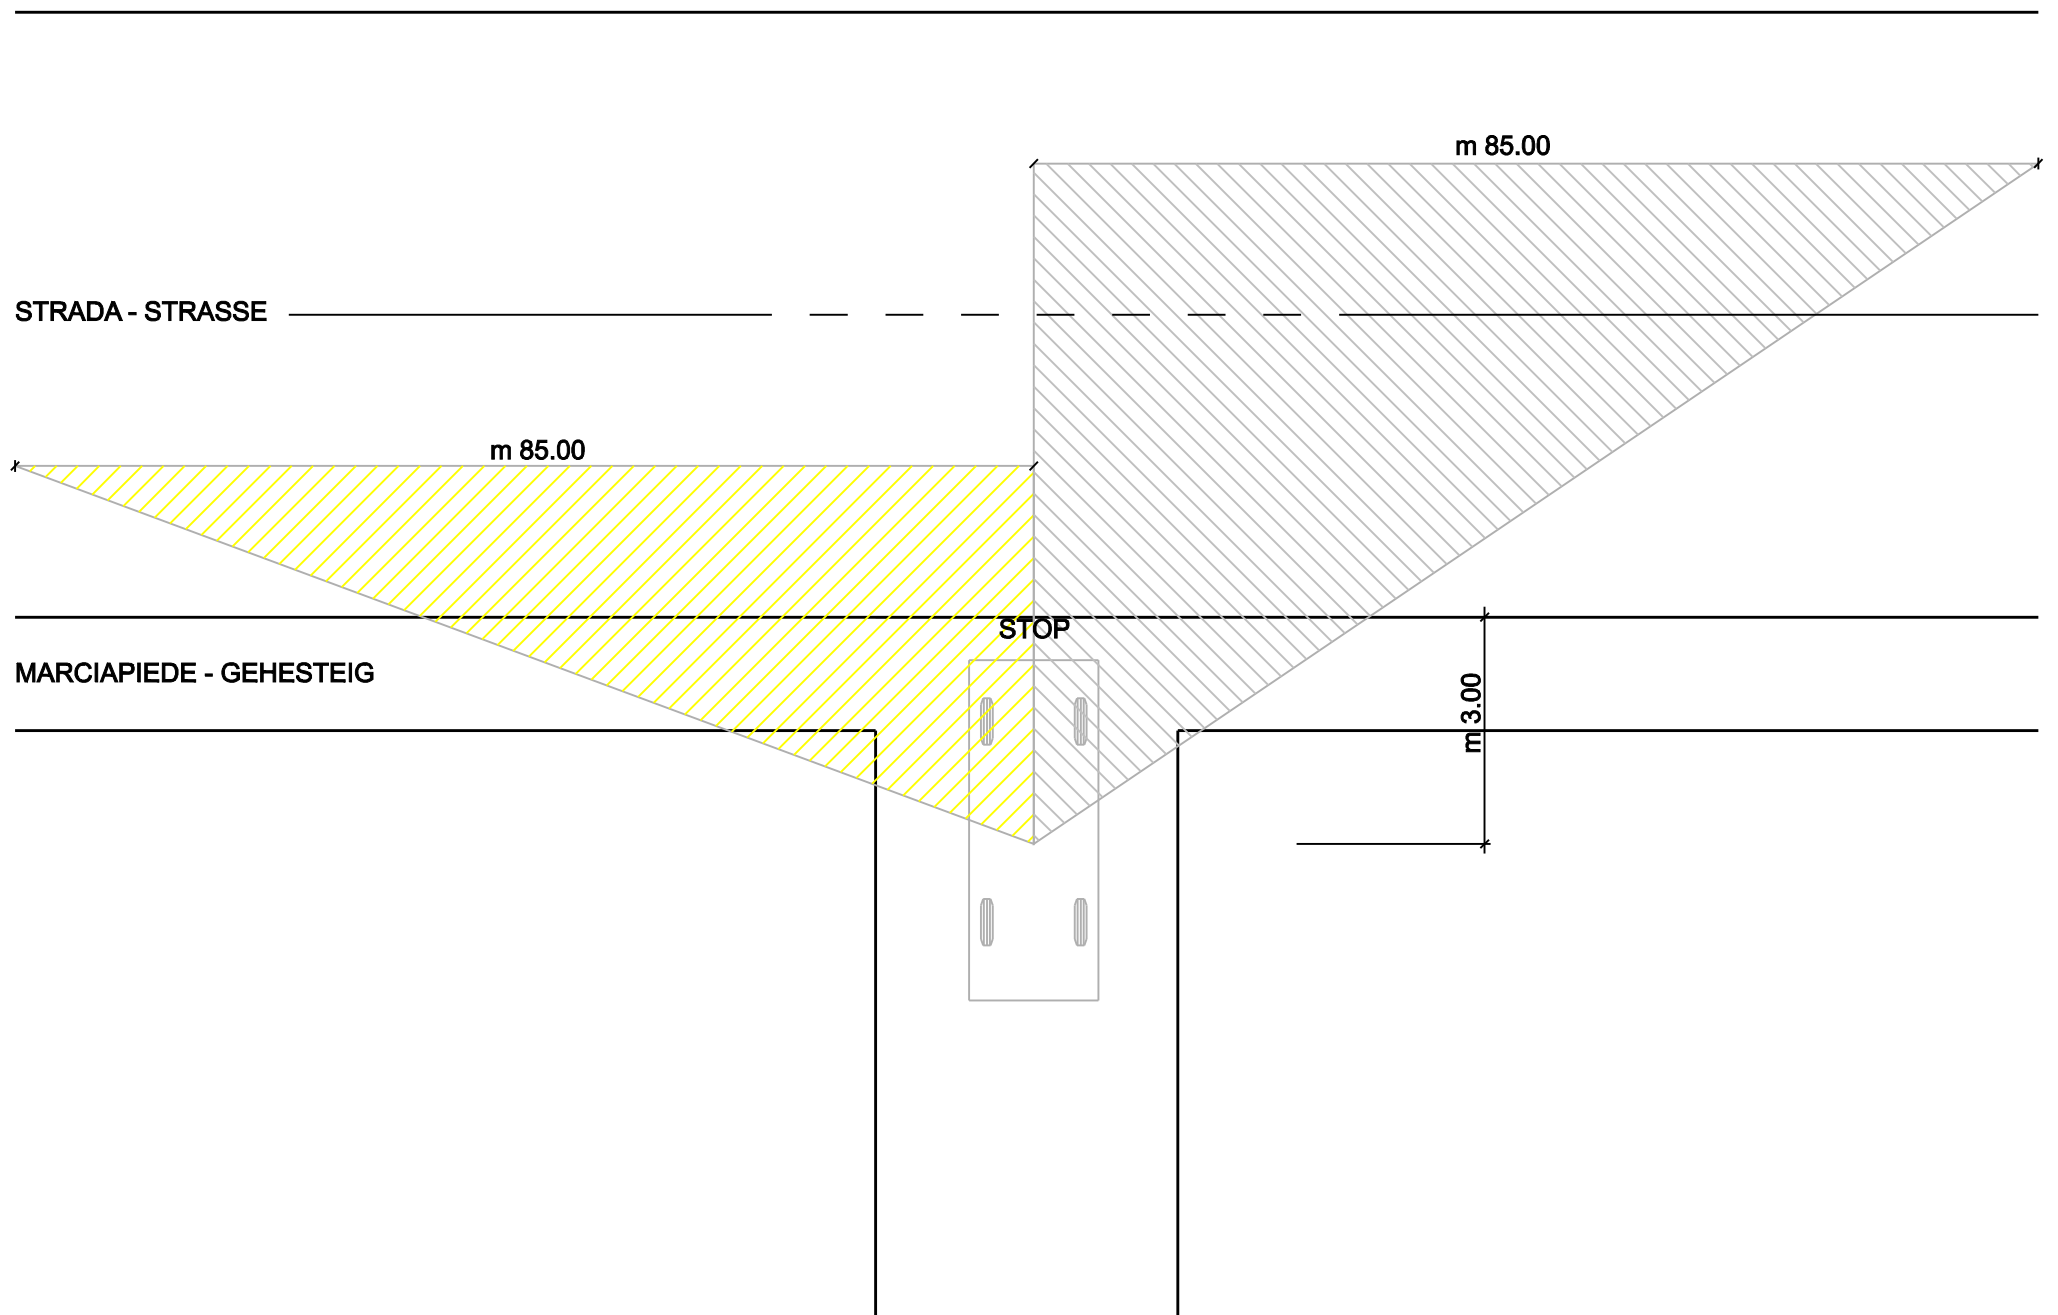 m 85.00
STRADA - STRASSE
m 85.00
STOP
MARCIAPIEDE - GEHESTEIG
m 3.00